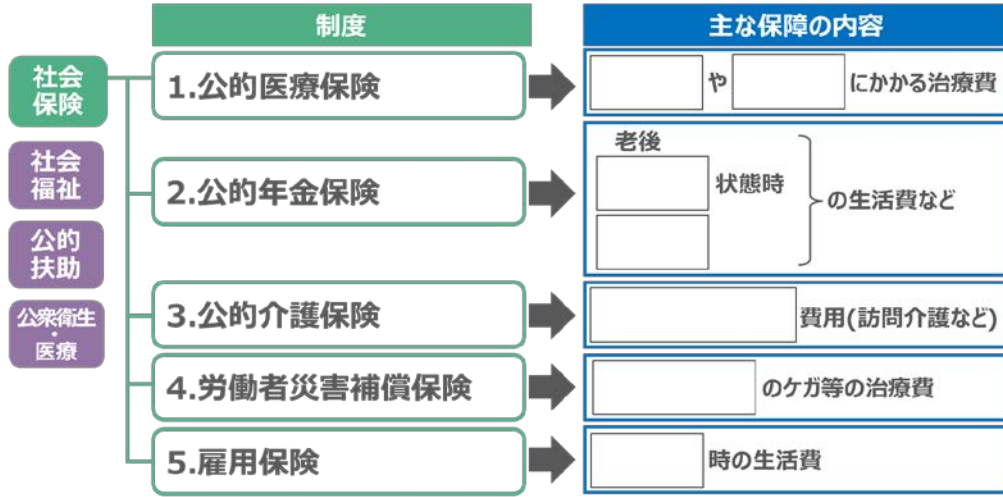 制度
主な保障の内容
社会
保険
社会
福祉
公的
扶助
公衆衛生
・
医療
1.公的医療保険
や
にかかる治療費
2.公的年金保険
老後
状態時
の生活費など
3.公的介護保険
費用(訪問介護など)
4.労働者災害補償保険
のケガ等の治療費
5.雇用保険
時の生活費